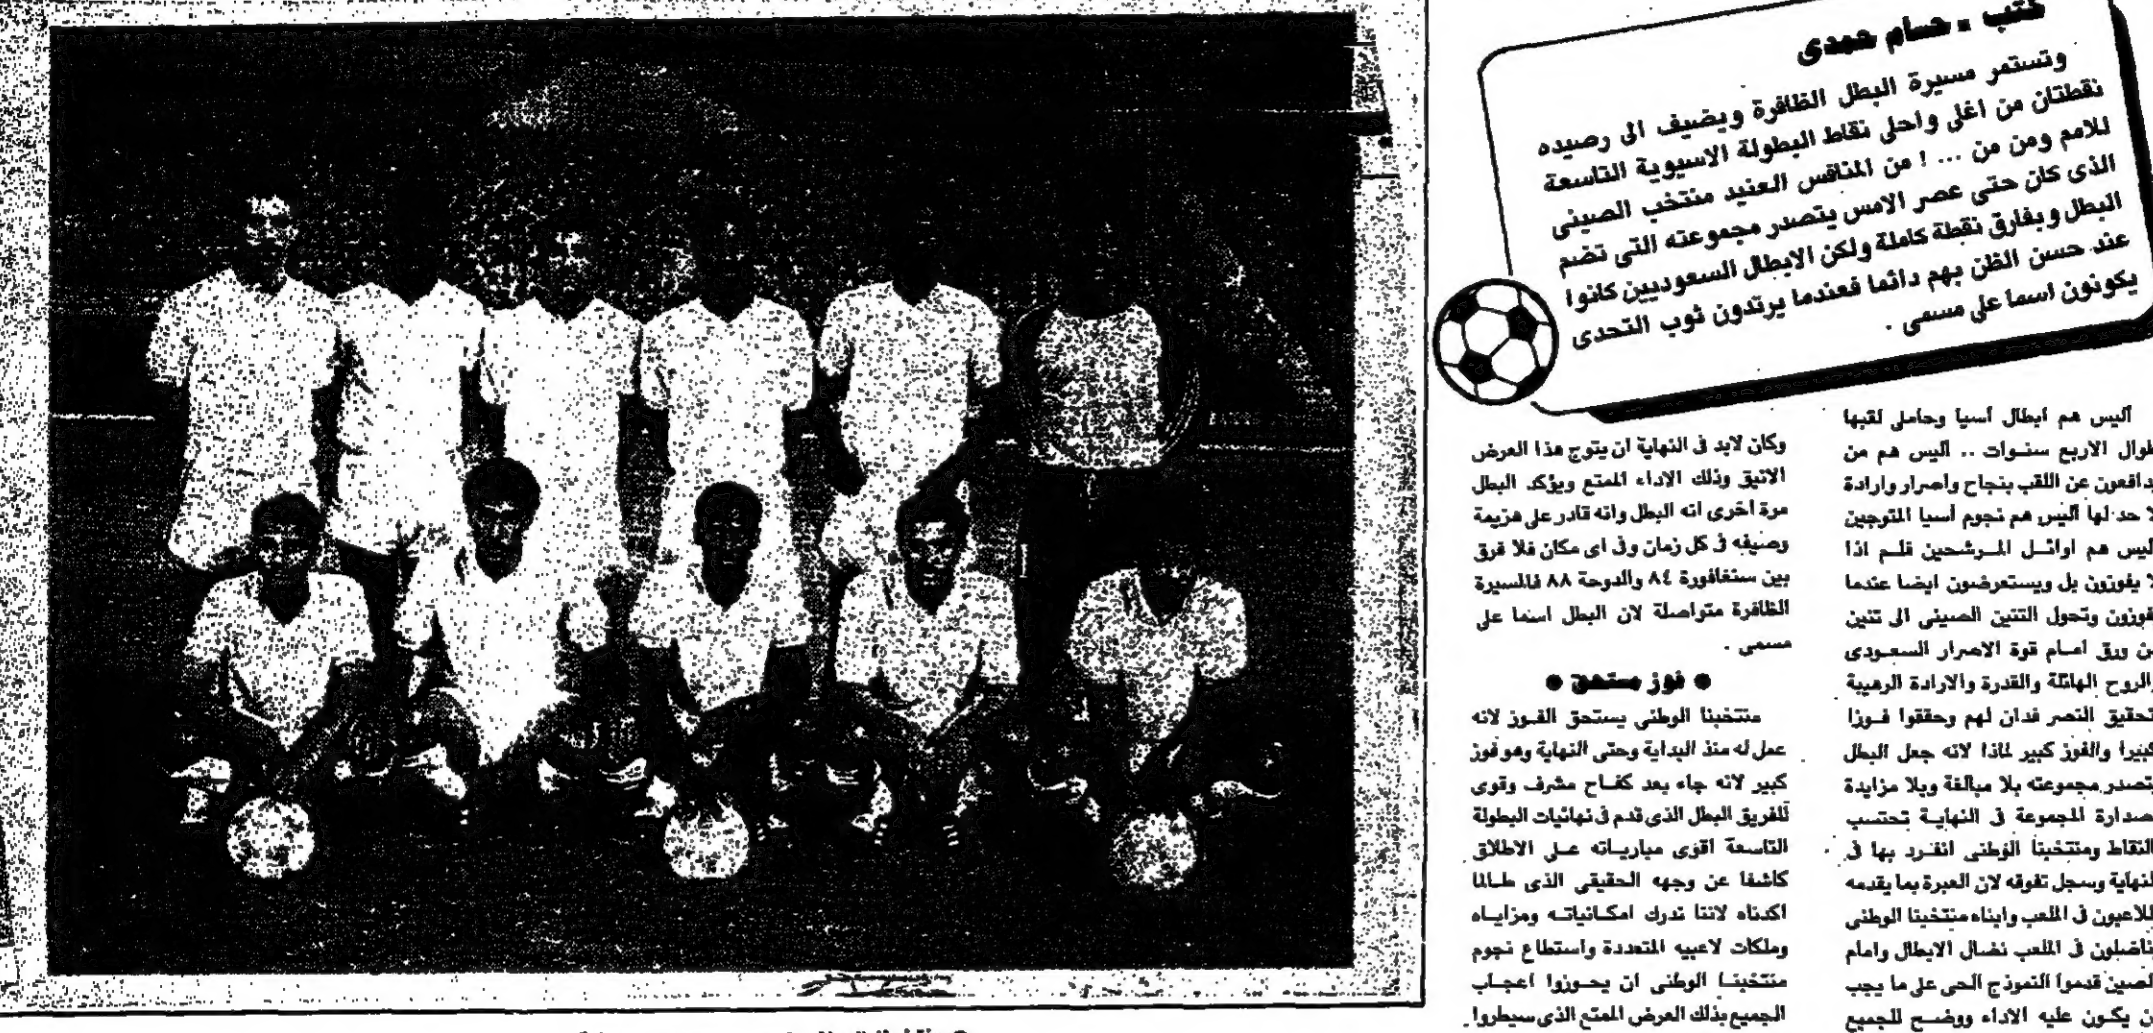 كتب - حسام حمدى
وتستمر مسيرة البطل الظافرة ويضيف الى رصيده
نقطتان من اغلى واحلى نقاط البطولة الاسيوية التاسعة
للامم ومن من ... ! من المنافس العنيد منتخب الصينى
الذى كان حتى عصر الامس يتصدر مجموعته التى تضم
البطل وبفارق نقطة كاملة ولكن الابطال السعوديين كانوا
عند حسن الظن بهم دائما فعندما يرتدون ثوب التحدى
يكونون اسما على مسمى .
أليس هم ابطال آسيا وحاملى لقبها
طوال الاربع سنوات .. أليس هم من
يدافعون عن اللقب بنجاح واصرار وارادة
لا حد لها أليس هم نجوم آسيا المتوجين
أليس هم اوائل المرشحين فلم اذا
لا يفوزون بل ويستعرضون ايضا عندما
يفوزون وتحول التنين الصينى الى تنين
من ورق امام قوة الاصرار السعودى
والروح الهائلة والقدرة والارادة الرهيبة
لتحقيق النصر فدان لهم وحققوا فوزا
كبيرا والفوز كبير لماذا لانه جعل البطل
يتصدر مجموعته بلا مبالغة وبلا مزايدة
صدارة المجموعة فى النهاية تحتسب
بالنقاط ومنتخبنا الوطنى انفرد بها فى
النهاية وسجل تفوقه لان العبرة بما يقدمه
اللاعبون فى الملعب وابناء منتخبنا الوطنى
يناضلون فى الملعب نضال الابطال وامام
الصين قدموا النموذج الحى على ما يجب
ان يكون عليه الاداء ووضح للجميع
وكان لابد فى النهاية ان يتوج هذا العرض
الانيق وذلك الاداء الممتع ويؤكد البطل
مرة اخرى انه البطل وانه قادر على هزيمة
وصيفه فى كل زمان وفى اى مكان فلا فرق
بين سنغافورة ٨٤ والدوحة ٨٨ فالمسيرة
الظافرة متواصلة لان البطل اسما على
مسمى .
● فوز مستحق ●
منتخبنا الوطنى يستحق الفوز لانه
عمل له منذ البداية وحتى النهاية وهو فوز
كبير لانه جاء بعد كفاح مشرف وقوى
للفريق البطل الذى قدم فى نهائيات البطولة
التاسعة اقوى مبارياته على الاطلاق
كاشفا عن وجهه الحقيقى الذى طالما
اكدناه لاننا ندرك امكانياته ومزاياه
وملكات لاعبيه المتعددة واستطاع نجوم
منتخبنا الوطنى ان يحوزوا اعجاب
الجميع بذلك العرض الممتع الذى سيطروا